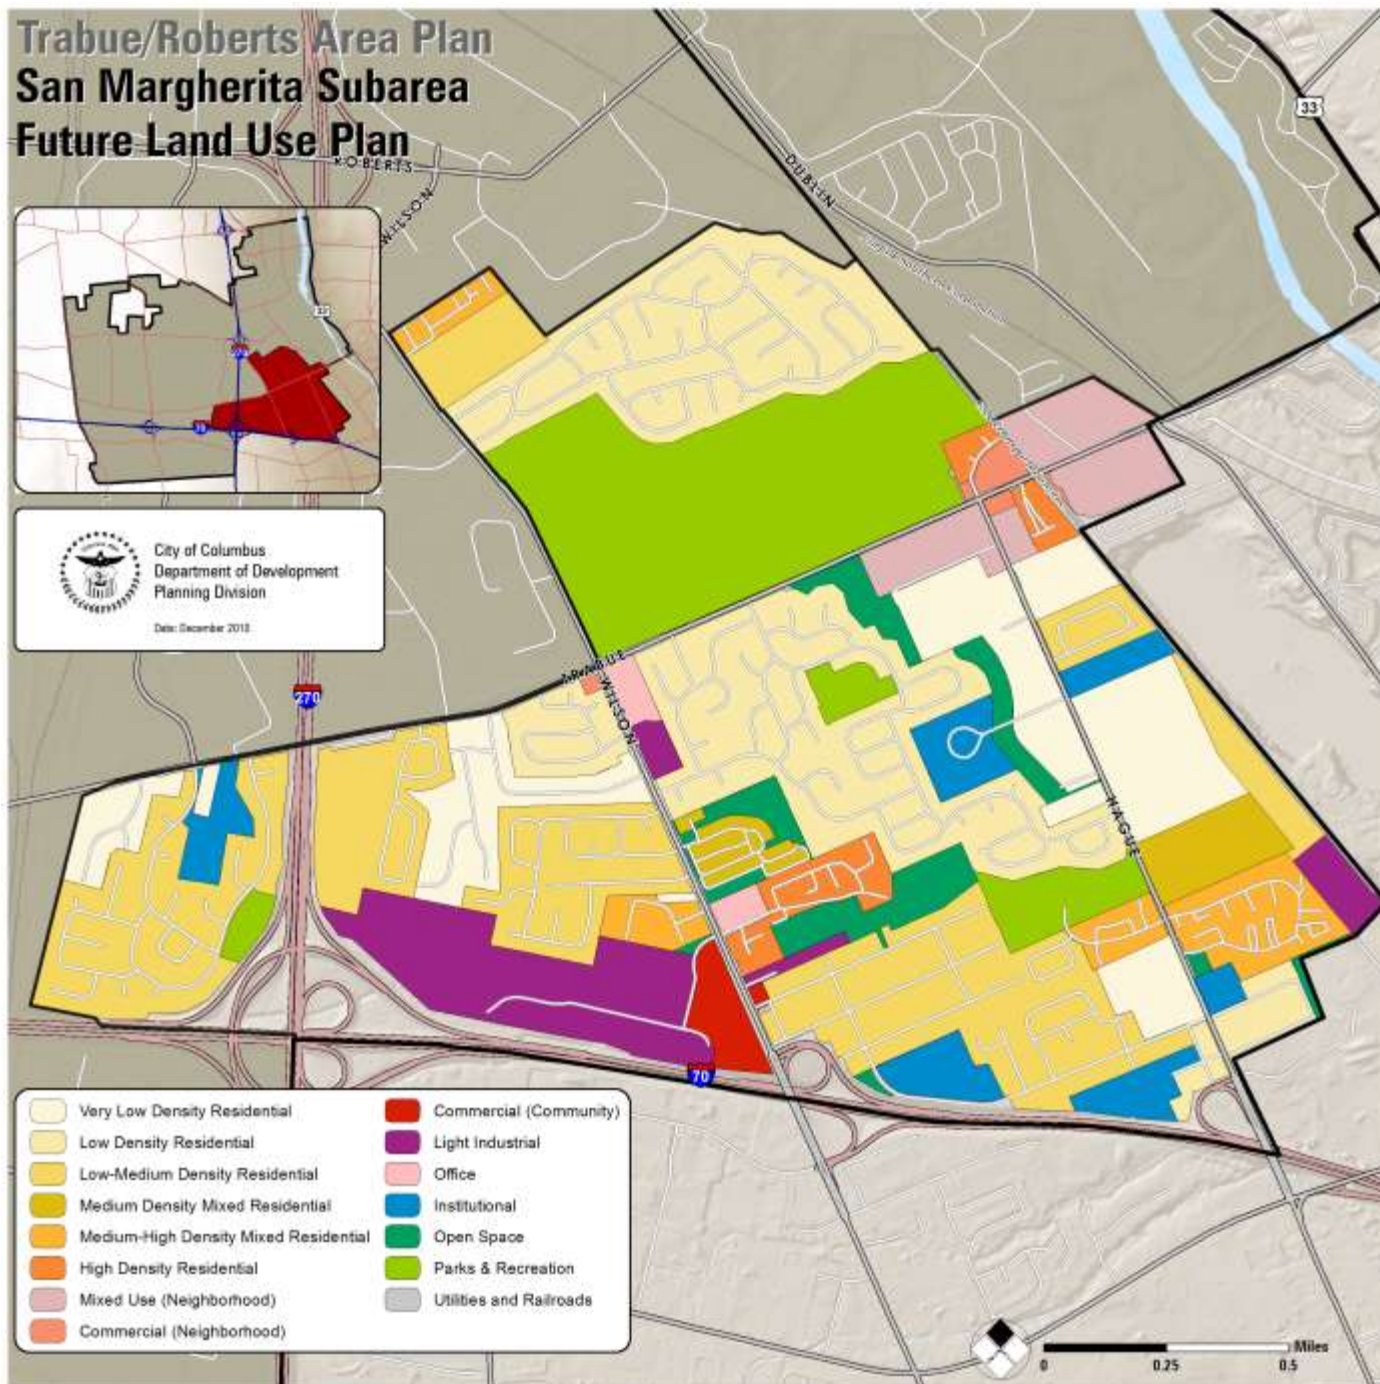 Trabue/Roberts Area Plan
San Margherita Subarea
Future Land Use Plan
ROBERTS
WILSON
DUBLIN
33
33
270
70
City of Columbus
Department of Development
Planning Division
Date: December 2010
270
TRABUE
WILSON
HAGUE
70
Very Low Density Residential
Low Density Residential
Low-Medium Density Residential
Medium Density Mixed Residential
Medium-High Density Mixed Residential
High Density Residential
Mixed Use (Neighborhood)
Commercial (Neighborhood)
Commercial (Community)
Light Industrial
Office
Institutional
Open Space
Parks & Recreation
Utilities and Railroads
Miles
0 0.25 0.5